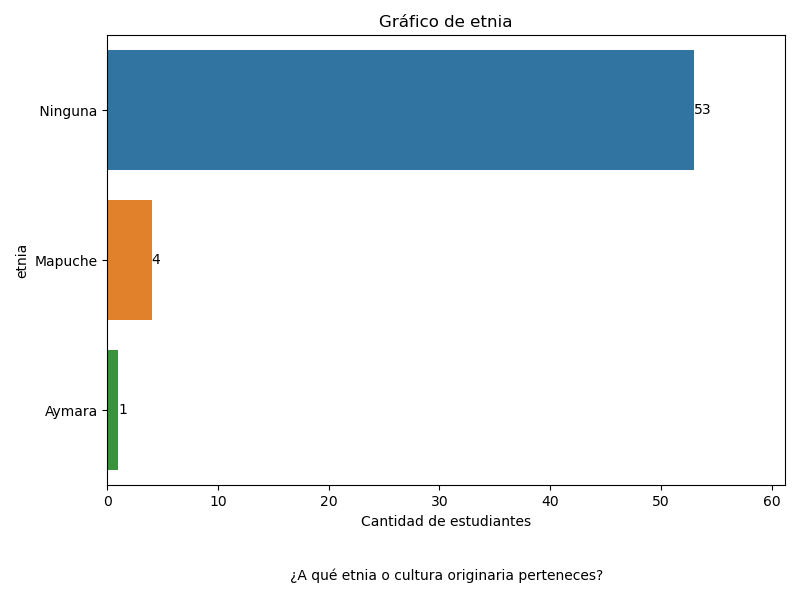 Gráfico de etnia
Ninguna
53
Mapuche
4
Aymara
1
etnia
0 10 20 30 40 50 60
Cantidad de estudiantes
¿A qué etnia o cultura originaria perteneces?